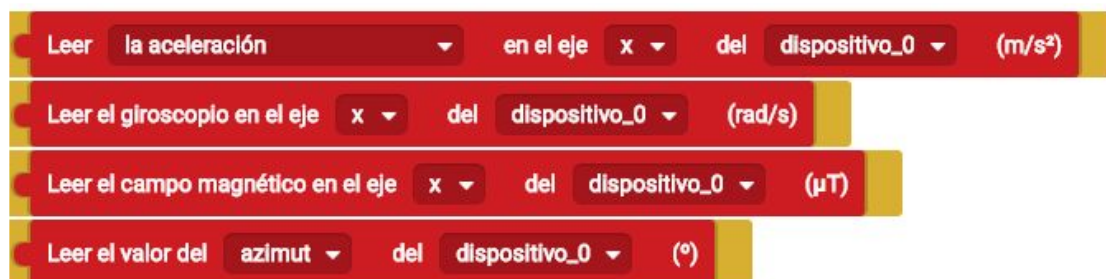 Leer la aceleración en el eje x del dispositivo_0 (m/s²)
Leer el giroscopio en el eje x del dispositivo_0 (rad/s)
Leer el campo magnético en el eje x del dispositivo_0 (µT)
Leer el valor del azimut del dispositivo_0 (º)